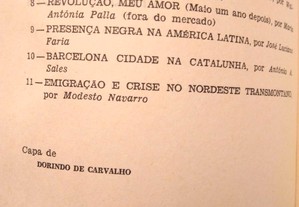 8 — REVOLUÇÃO, MEU AMOR (Maio um ano depois), por Maria
Antónia Palla (fora do mercado)
9 — PRESENÇA NEGRA NA AMÉRICA LATINA, por José Luciano
Faria
10 — BARCELONA CIDADE NA CATALUNHA, por António
Sales
11 — EMIGRAÇÃO E CRISE NO NORDESTE TRANSMONTANO,
por Modesto Navarro
Capa de
DORINDO DE CARVALHO